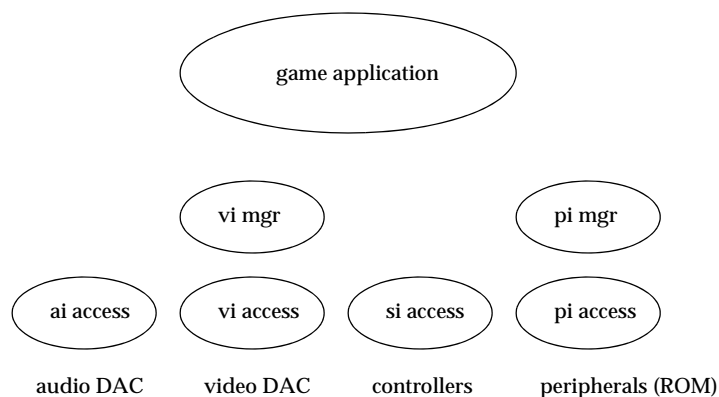 game application
vi mgr
pi mgr
ai access
vi access
si access
pi access
audio DAC
video DAC
controllers
peripherals (ROM)